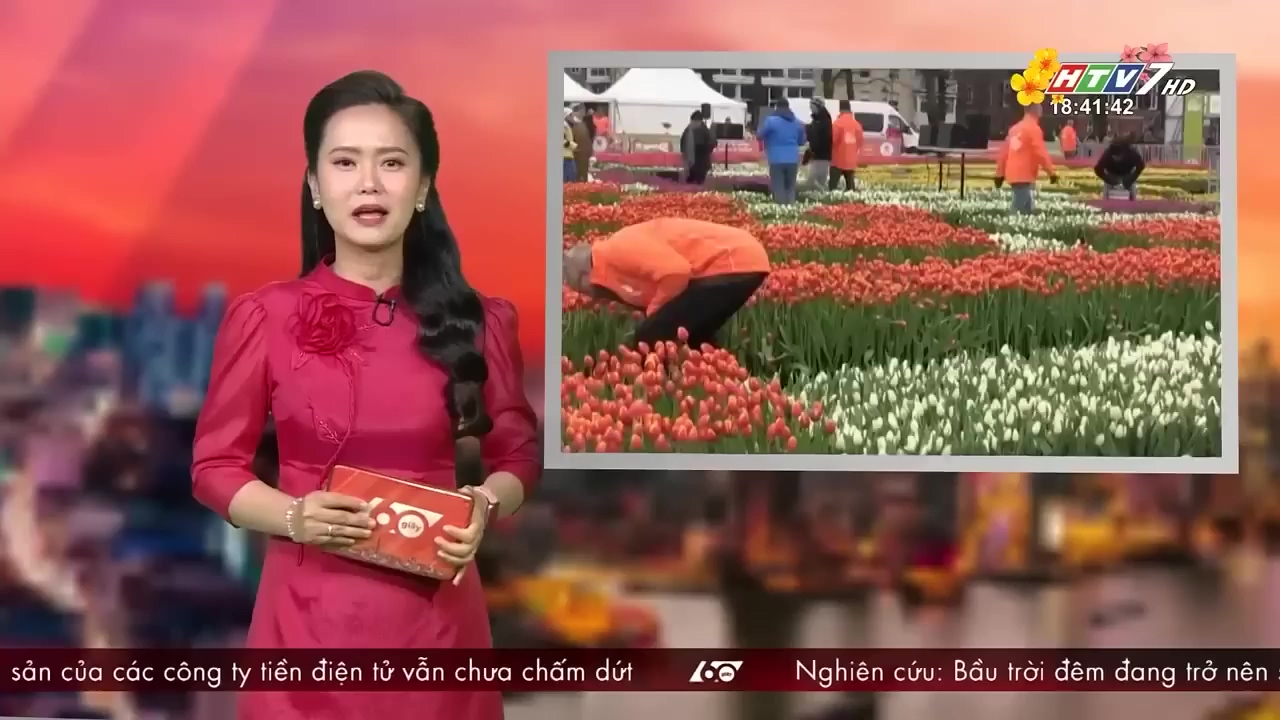 HTV7 HD
18:41:42
60 giây
sản của các công ty tiền điện tử vẫn chưa chấm dứt 60 giây Nghiên cứu: Bầu trời đêm đang trở nên